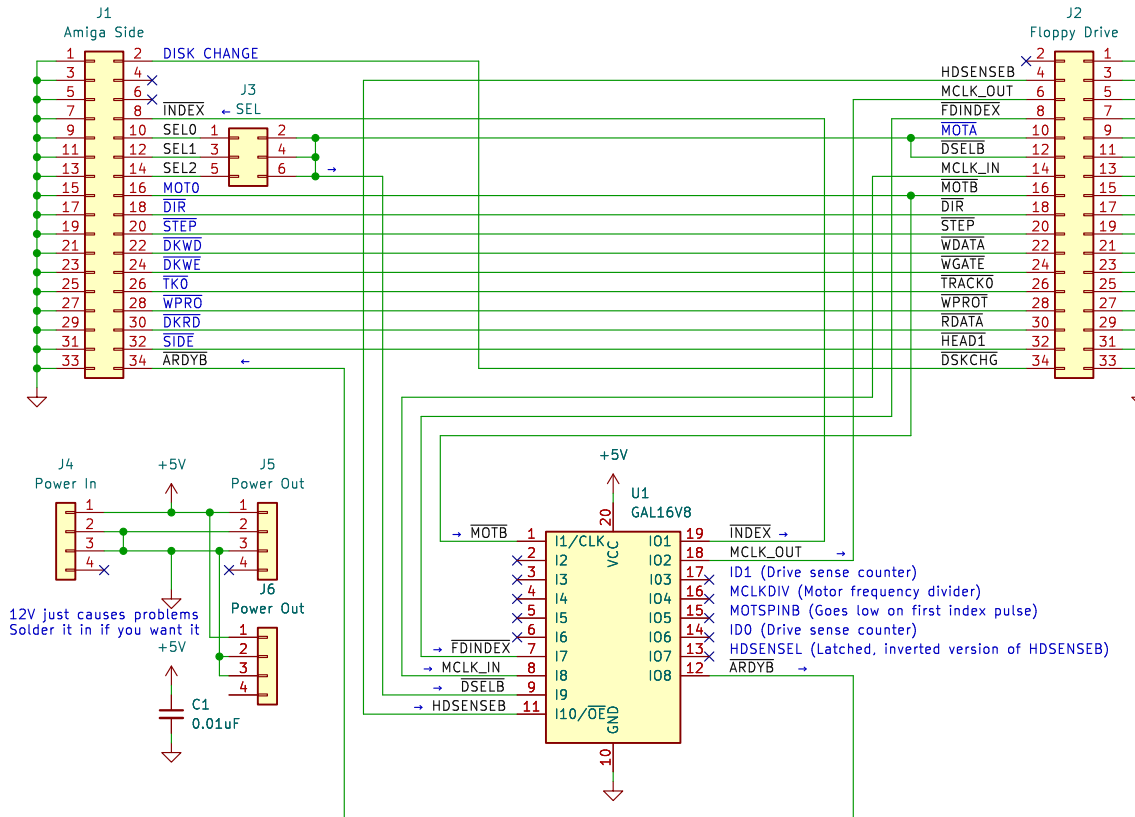 J1
Amiga Side
1
2
DISK CHANGE
3
4
5
6
7
8
INDEX
9
10
SEL0
11
12
SEL1
13
14
SEL2
15
16
MOT0
17
18
DIR
19
20
STEP
21
22
DKWD
23
24
DKWE
25
26
TK0
27
28
WPRO
29
30
DKRD
31
32
SIDE
33
34
ARDYB
←
J3
← SEL
1
2
3
4
5
6
→
J2
Floppy Drive
2
1
HDSENSEB
4
3
MCLK_OUT
6
5
FDINDEX
8
7
MOTA
10
9
DSELB
12
11
MCLK_IN
14
13
MOTB
16
15
DIR
18
17
STEP
20
19
WDATA
22
21
WGATE
24
23
TRACK0
26
25
WPROT
28
27
RDATA
30
29
HEAD1
32
31
DSKCHG
34
33
J4
Power In
1
2
3
4
+5V
J5
Power Out
1
2
3
4
J6
Power Out
1
2
3
4
12V just causes problems
Solder it in if you want it
+5V
C1
0.01uF
+5V
U1
GAL16V8
20
VCC
→ MOTB
1
I1/CLK
2
I2
3
I3
4
I4
5
I5
6
I6
→ FDINDEX
7
I7
→ MCLK_IN
8
I8
→ DSELB
9
I9
→ HDSENSEB
11
I10/OE
GND
10
IO1
19
INDEX →
IO2
18
MCLK_OUT →
IO3
17
ID1 (Drive sense counter)
IO4
16
MCLKDIV (Motor frequency divider)
IO5
15
MOTSPINB (Goes low on first index pulse)
IO6
14
ID0 (Drive sense counter)
IO7
13
HDSENSEL (Latched, inverted version of HDSENSEB)
IO8
12
ARDYB →